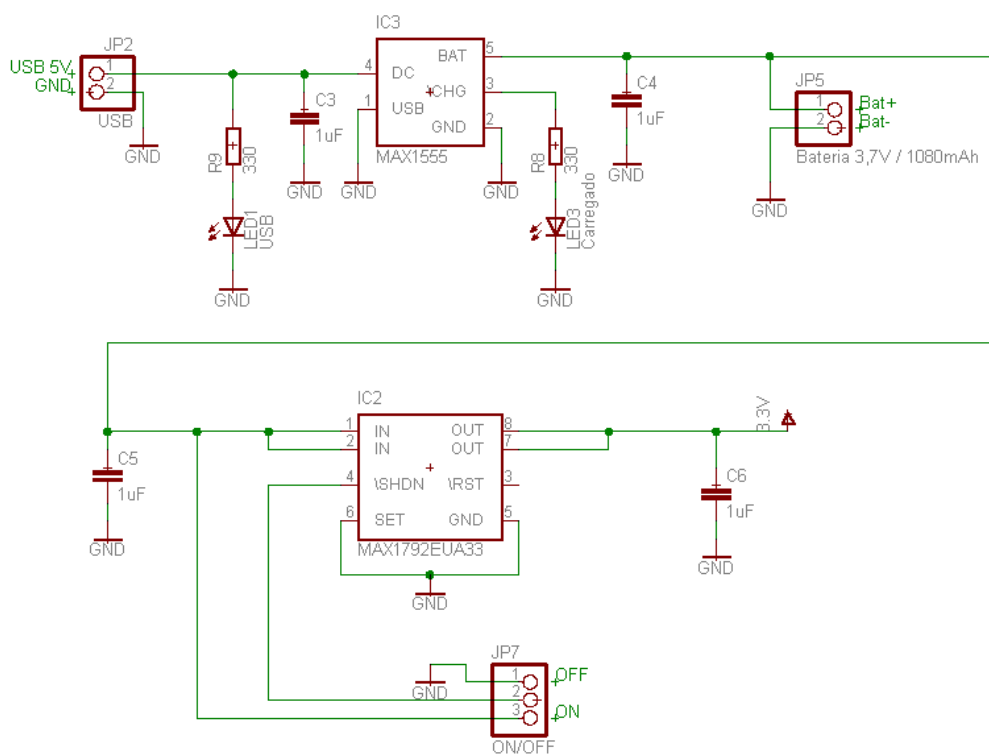 IC3
JP2
USB 5V
GND
1
2
USB
GND
4
1
DC
USB
BAT
\CHG
GND
5
3
2
MAX1555
C3
1uF
GND
R9
330
LED1
USB
GND
GND
GND
R8
330
LED3
Carregado
GND
C4
1uF
GND
JP5
1
2
Bat+
Bat-
Bateria 3,7V / 1080mAh
GND
IC2
C5
1uF
GND
1
2
4
6
IN
IN
\SHDN
SET
OUT
OUT
\RST
GND
8
7
3
5
MAX1792EUA33
GND
3.3V
C6
1uF
GND
JP7
1
2
3
OFF
ON
GND
ON/OFF